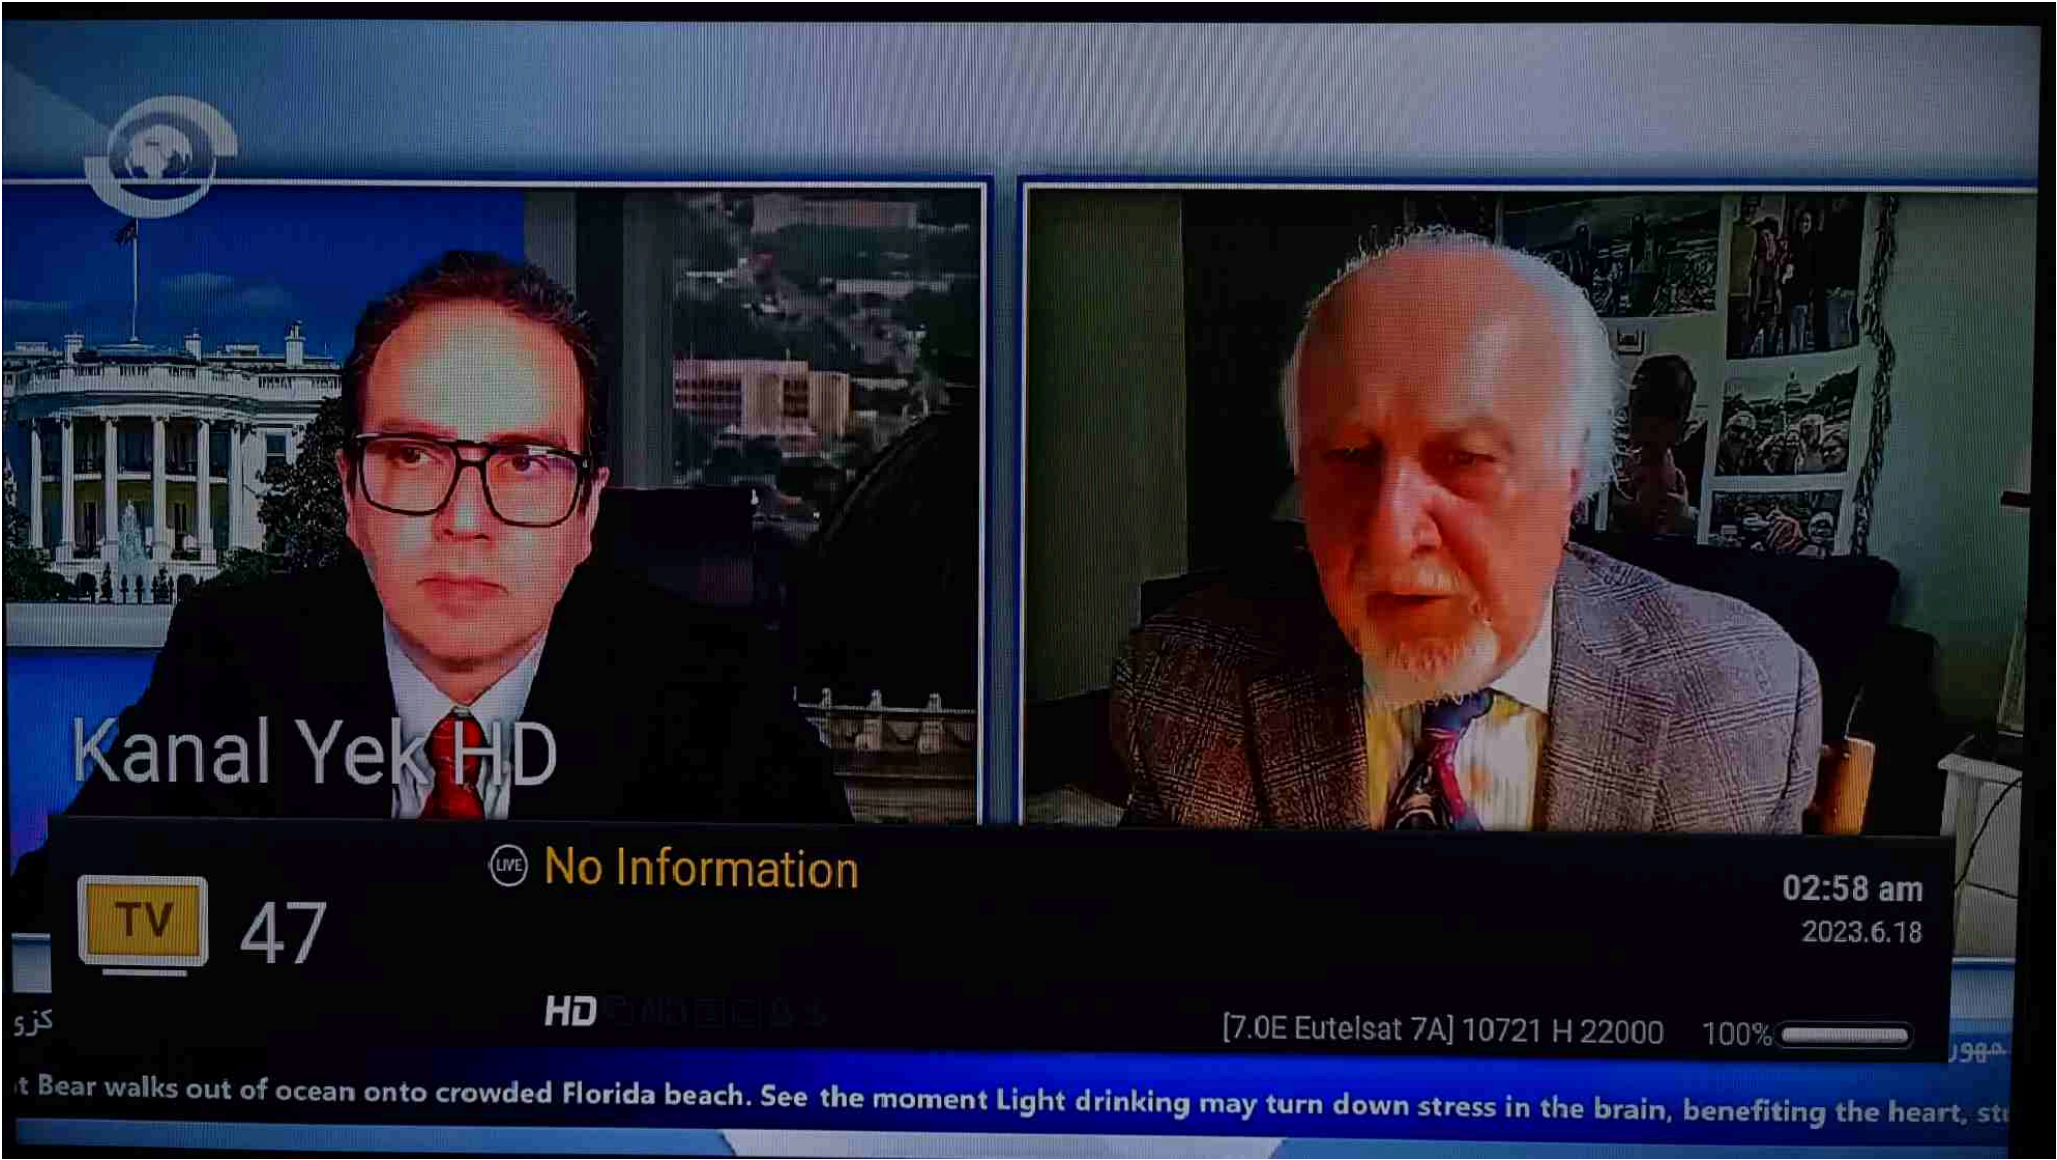 Kanal Yek HD
LIVE No Information
TV 47
02:58 am
2023.6.18
HD
[7.0E Eutelsat 7A] 10721 H 22000 100%
کزی
t Bear walks out of ocean onto crowded Florida beach. See the moment Light drinking may turn down stress in the brain, benefiting the heart,